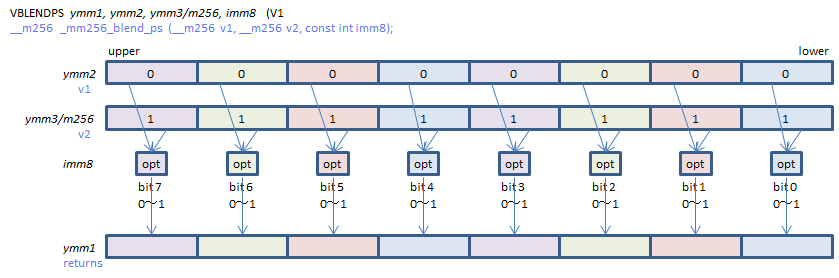 VBLENDPS ymm1, ymm2, ymm3/m256, imm8 (V1
__m256 _mm256_blend_ps (__m256 v1, __m256 v2, const int imm8);
upper lower
ymm2 0 0 0 0 0 0 0 0
v1
ymm3/m256 1 1 1 1 1 1 1 1
v2
imm8 opt opt opt opt opt opt opt opt
bit 7 bit 6 bit 5 bit 4 bit 3 bit 2 bit 1 bit 0
0～1 0～1 0～1 0～1 0～1 0～1 0～1 0～1
ymm1
returns